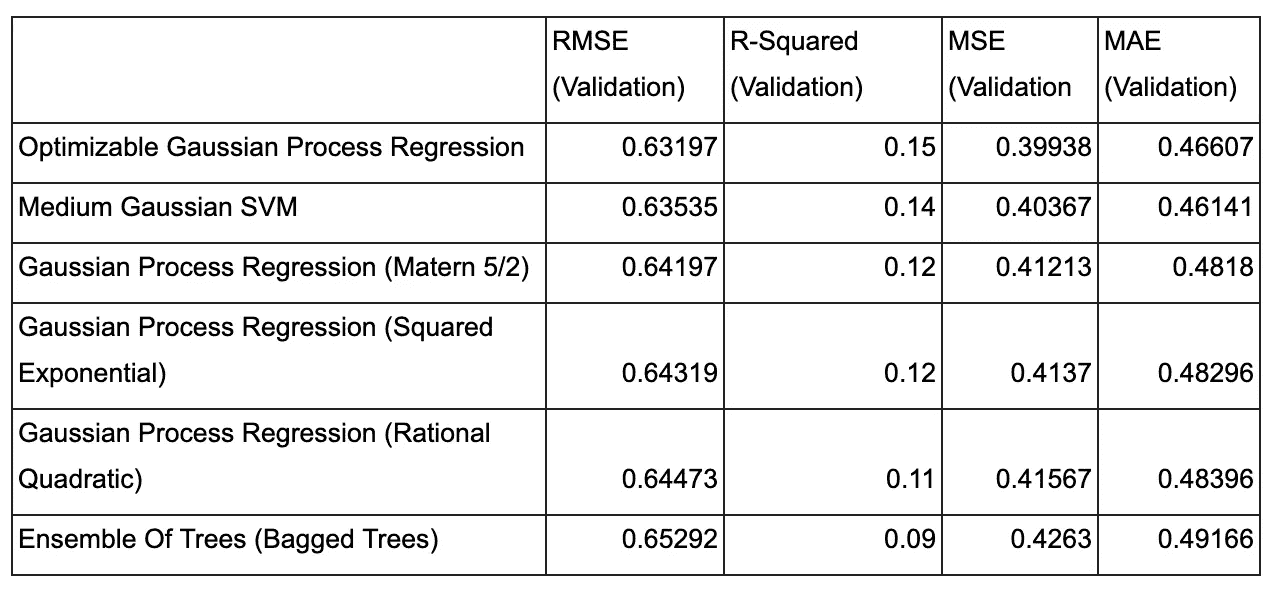 RMSE (Validation) R-Squared (Validation) MSE (Validation MAE (Validation)
Optimizable Gaussian Process Regression 0.63197 0.15 0.39938 0.46607
Medium Gaussian SVM 0.63535 0.14 0.40367 0.46141
Gaussian Process Regression (Matern 5/2) 0.64197 0.12 0.41213 0.4818
Gaussian Process Regression (Squared
Exponential) 0.64319 0.12 0.4137 0.48296
Gaussian Process Regression (Rational
Quadratic) 0.64473 0.11 0.41567 0.48396
Ensemble Of Trees (Bagged Trees) 0.65292 0.09 0.4263 0.49166